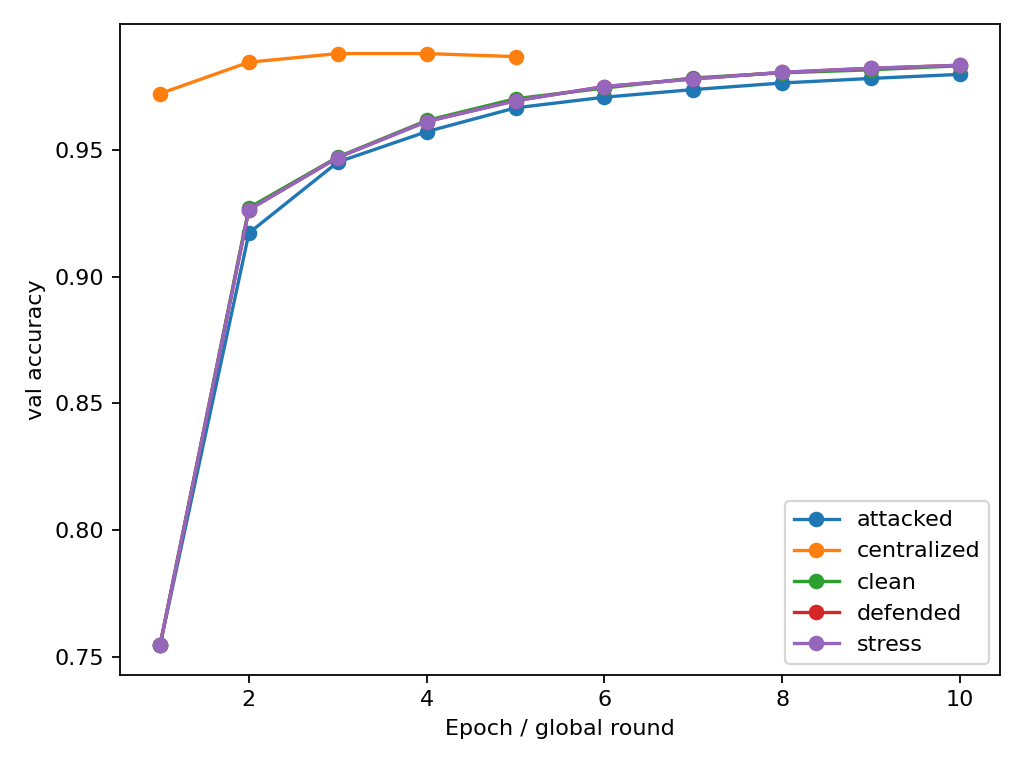 0.95
0.90
0.85
0.80
0.75
val accuracy
2 4 6 8 10
Epoch / global round
attacked
centralized
clean
defended
stress